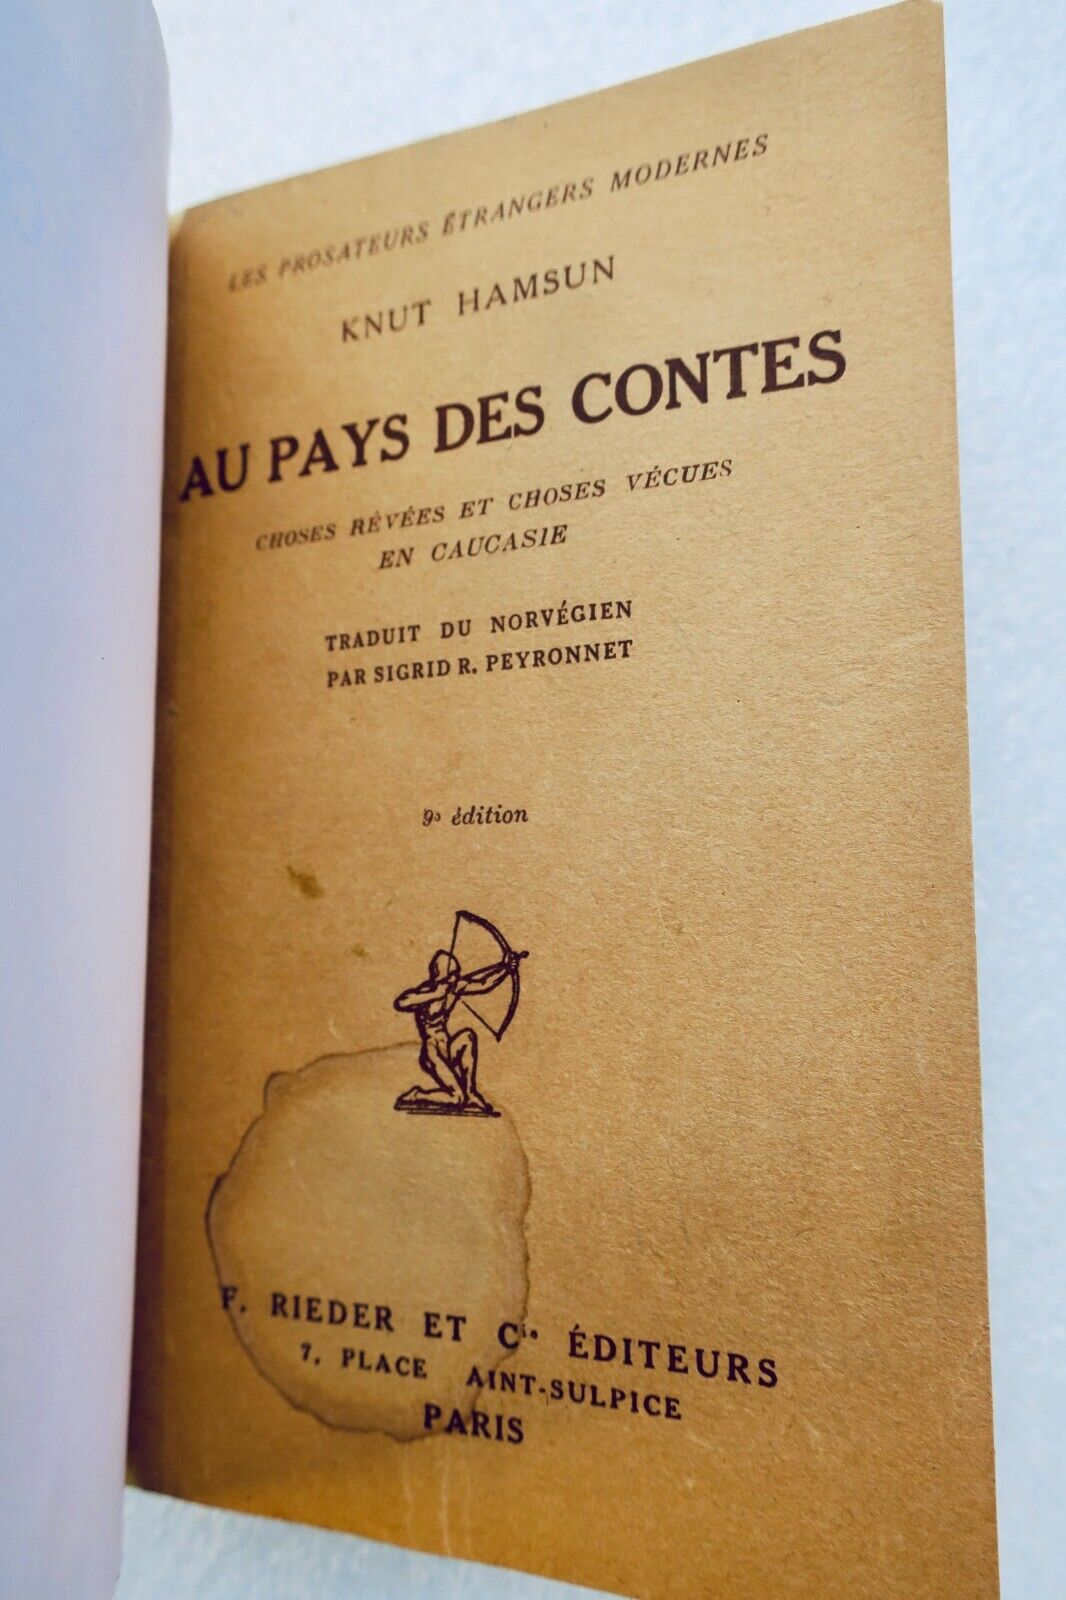 LES PROSATEURS ÉTRANGERS MODERNES
KNUT HAMSUN
AU PAYS DES CONTES
CHOSES RÊVÉES ET CHOSES VÉCUES
EN CAUCASIE
TRADUIT DU NORVÉGIEN
PAR SIGRID R. PEYRONNET
9e édition
F. RIEDER ET Cie ÉDITEURS
7, PLACE AINT-SULPICE
PARIS